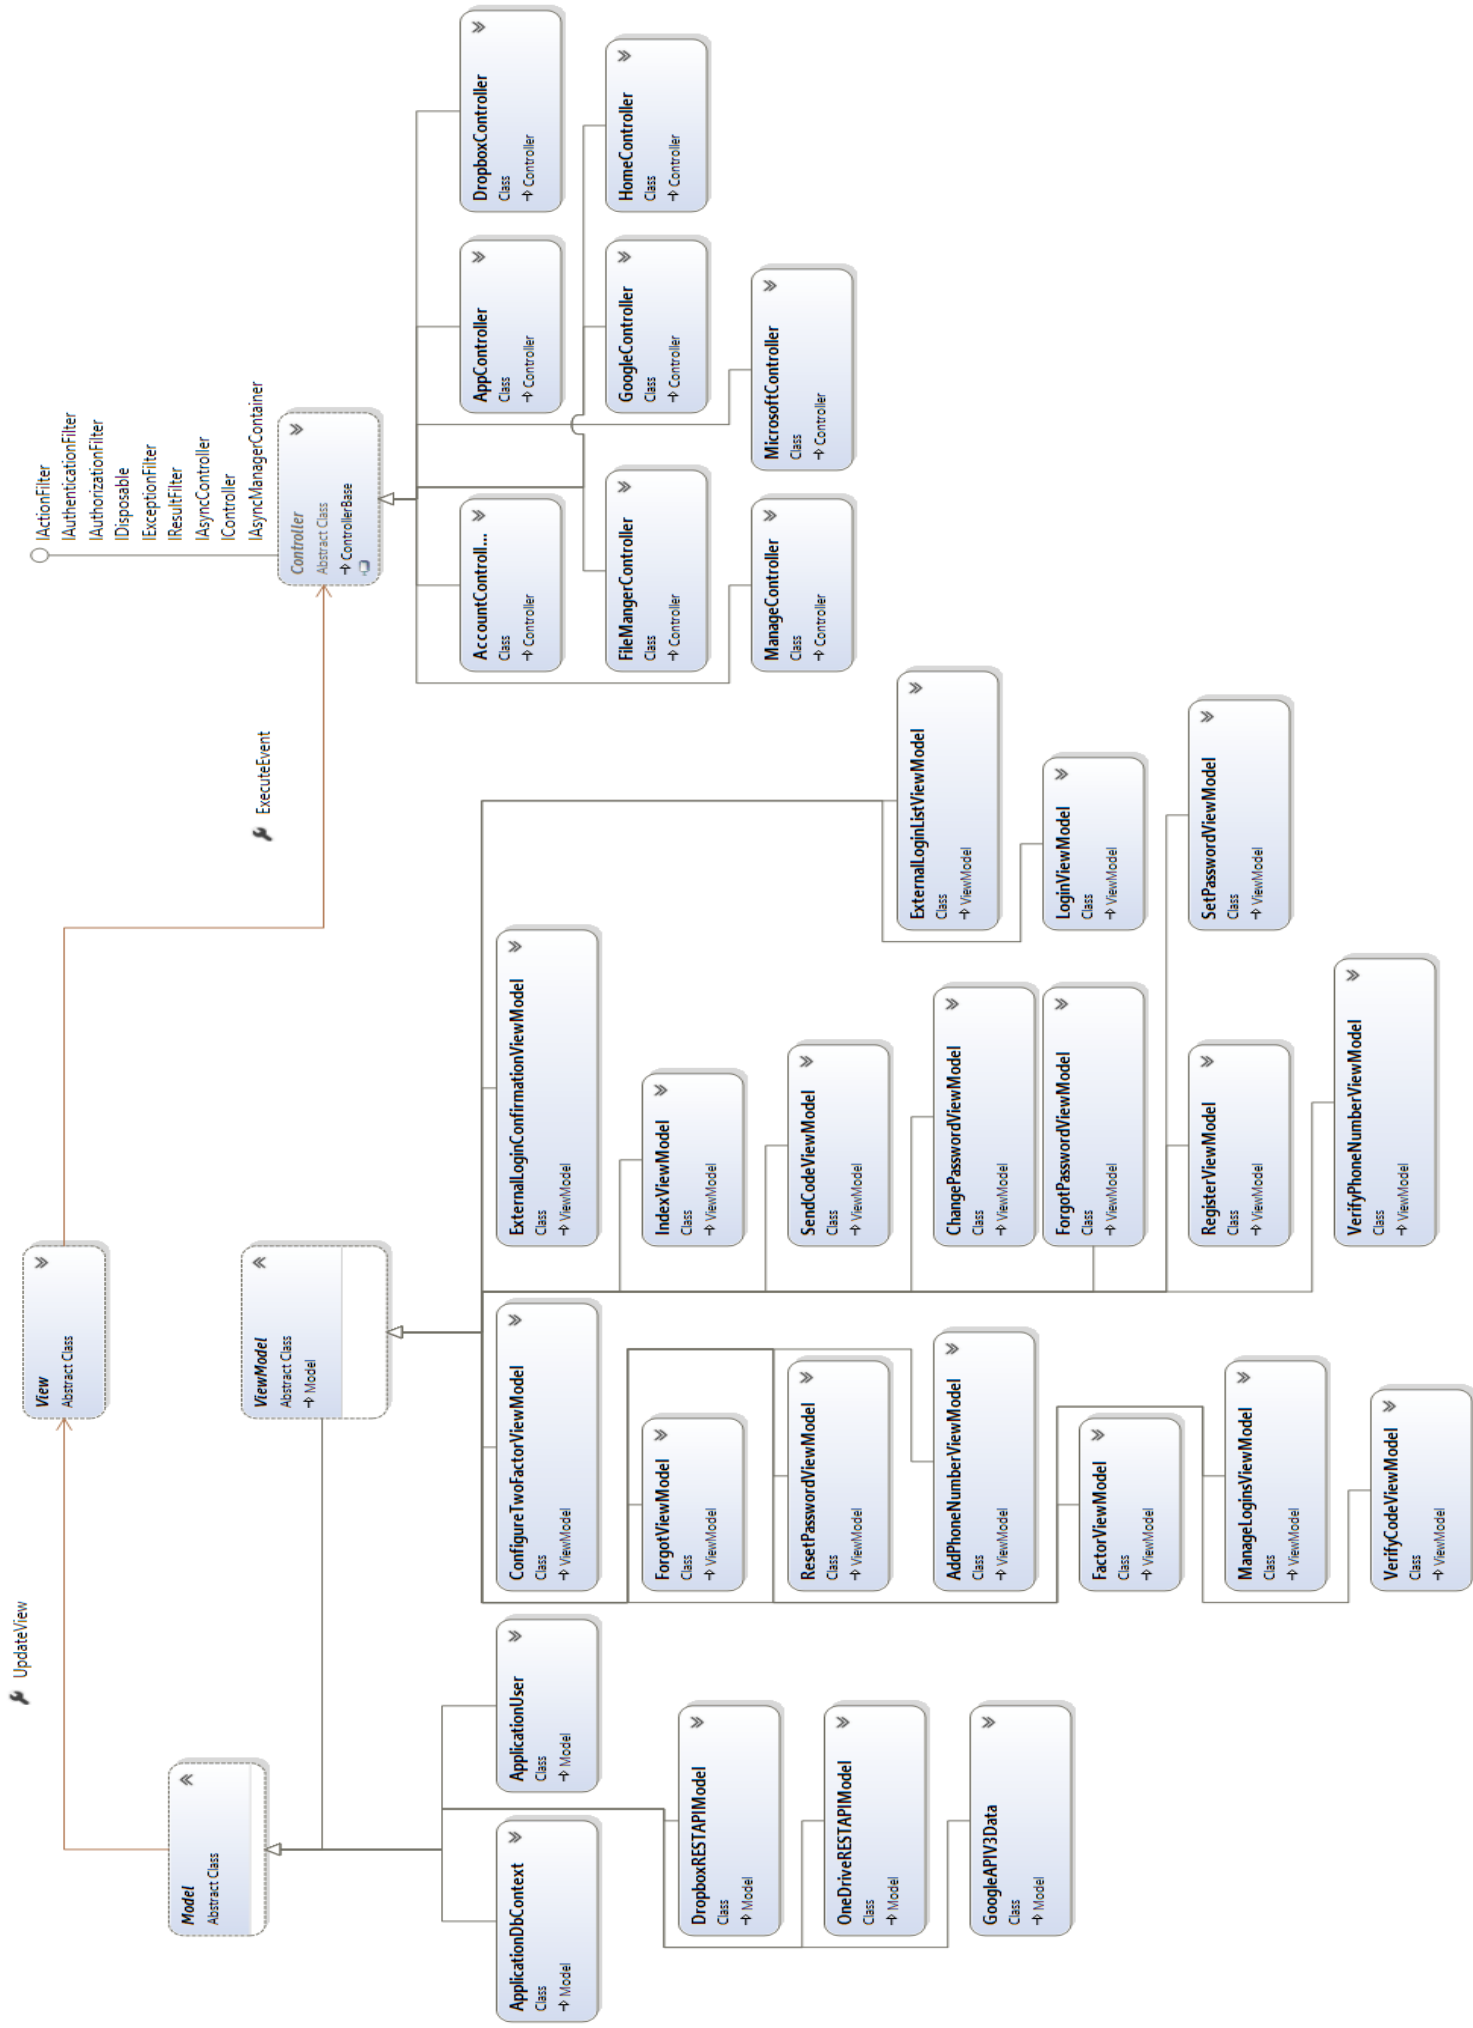 UpdateView
ExecuteEvent
View
Abstract Class
IActionFilter
IAuthenticationFilter
IAuthorizationFilter
IDisposable
IExceptionFilter
IResultFilter
IAsyncController
IController
IAsyncManagerContainer
Model
Abstract Class
ViewModel
Abstract Class
Model
Controller
Abstract Class
ControllerBase
ApplicationDbContext
Class
Model
ApplicationUser
Class
Model
DropboxRESTAPIModel
Class
Model
OneDriveRESTAPIModel
Class
Model
GoogleAPIV3Data
Class
Model
ConfigureTwoFactorViewModel
Class
ViewModel
ExternalLoginConfirmationViewModel
Class
ViewModel
ForgotViewModel
Class
ViewModel
IndexViewModel
Class
ViewModel
ResetPasswordViewModel
Class
ViewModel
SendCodeViewModel
Class
ViewModel
AddPhoneNumberViewModel
Class
ViewModel
ChangePasswordViewModel
Class
ViewModel
ExternalLoginListViewModel
Class
ViewModel
FactorViewModel
Class
ViewModel
ForgotPasswordViewModel
Class
ViewModel
LoginViewModel
Class
ViewModel
ManageLoginsViewModel
Class
ViewModel
RegisterViewModel
Class
ViewModel
SetPasswordViewModel
Class
ViewModel
VerifyCodeViewModel
Class
ViewModel
VerifyPhoneNumberViewModel
Class
ViewModel
AccountControll...
Class
Controller
AppController
Class
Controller
DropboxController
Class
Controller
FileMangerController
Class
Controller
GoogleController
Class
Controller
HomeController
Class
Controller
ManageController
Class
Controller
MicrosoftController
Class
Controller